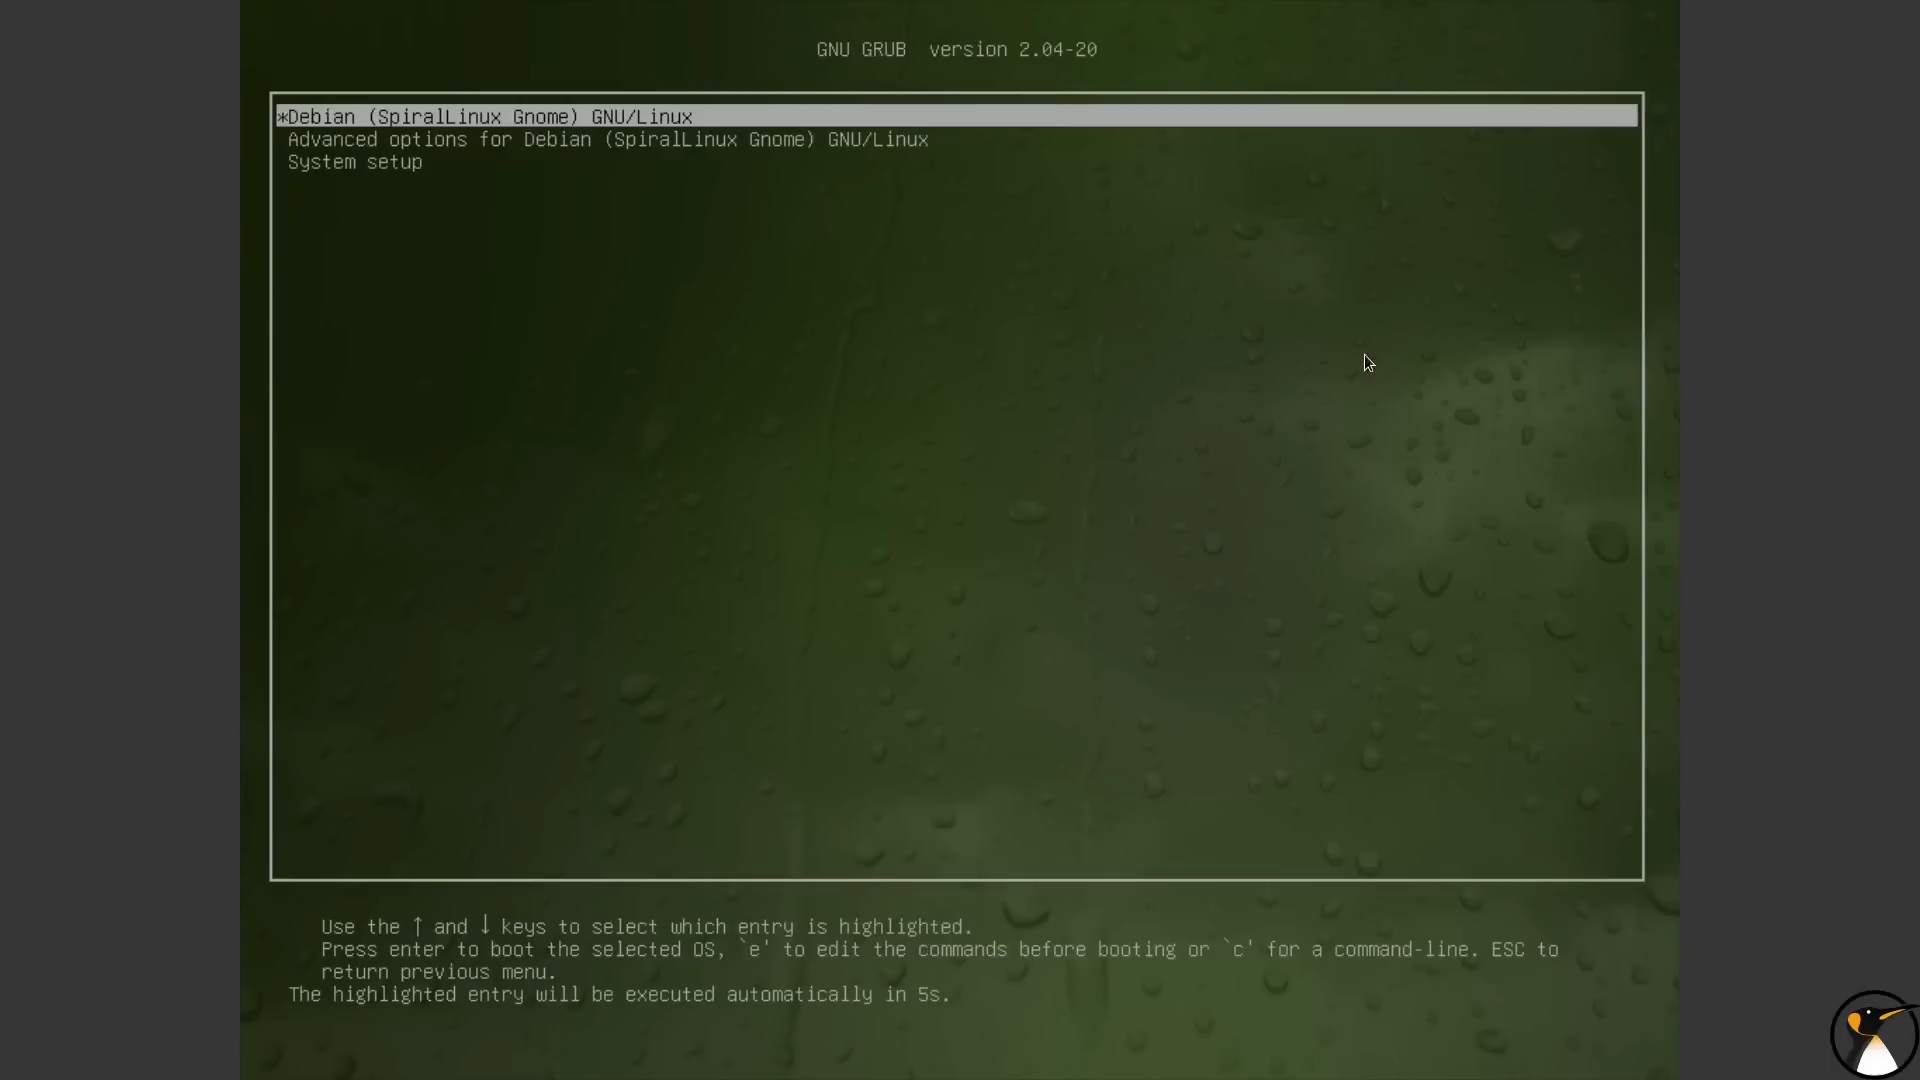 GNU GRUB  version 2.04-20
*Debian (SpiralLinux Gnome) GNU/Linux
Advanced options for Debian (SpiralLinux Gnome) GNU/Linux
System setup
Use the ↑ and ↓ keys to select which entry is highlighted.
Press enter to boot the selected OS, `e' to edit the commands before booting or `c' for a command-line. ESC to
return previous menu.
The highlighted entry will be executed automatically in 5s.